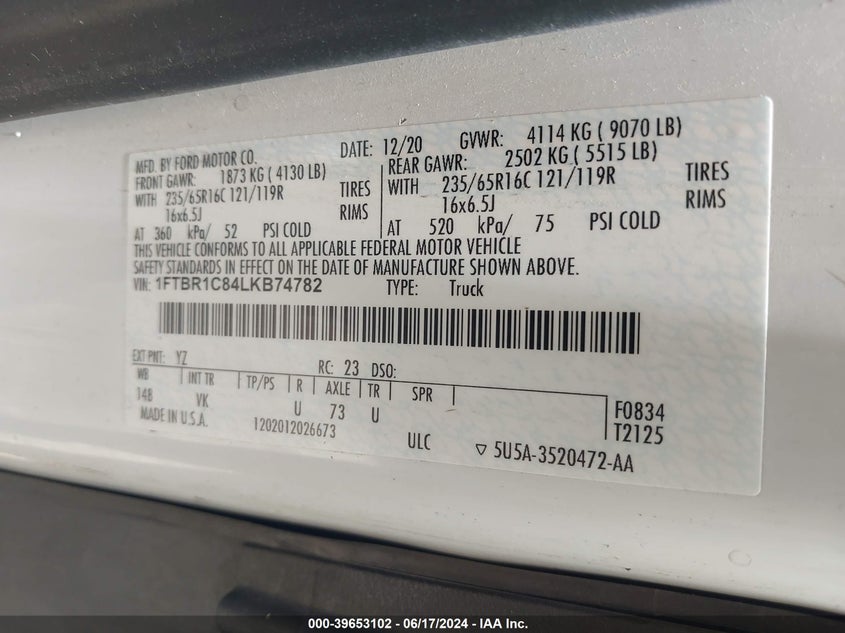 MFD. BY FORD MOTOR CO. DATE: 12/20 GVWR: 4114 KG ( 9070 LB)
FRONT GAWR: 1873 KG ( 4130 LB) REAR GAWR: 2502 KG ( 5515 LB)
WITH 235/65R16C 121/119R TIRES WITH 235/65R16C 121/119R TIRES
16x6.5J RIMS 16x6.5J RIMS
AT 360 kPa/ 52 PSI COLD AT 520 kPa/ 75 PSI COLD
THIS VEHICLE CONFORMS TO ALL APPLICABLE FEDERAL MOTOR VEHICLE
SAFETY STANDARDS IN EFFECT ON THE DATE OF MANUFACTURE SHOWN ABOVE.
VIN: 1FTBR1C84LKB74782 TYPE: Truck
EXT PNT: YZ RC: 23 DSO:
WB INT TR TP/PS R AXLE TR SPR
148 VK U 73 U F0834
MADE IN U.S.A. 1202012026673 T2125
ULC ▽ 5U5A-3520472-AA
000-39653102 - 06/17/2024 - IAA Inc.